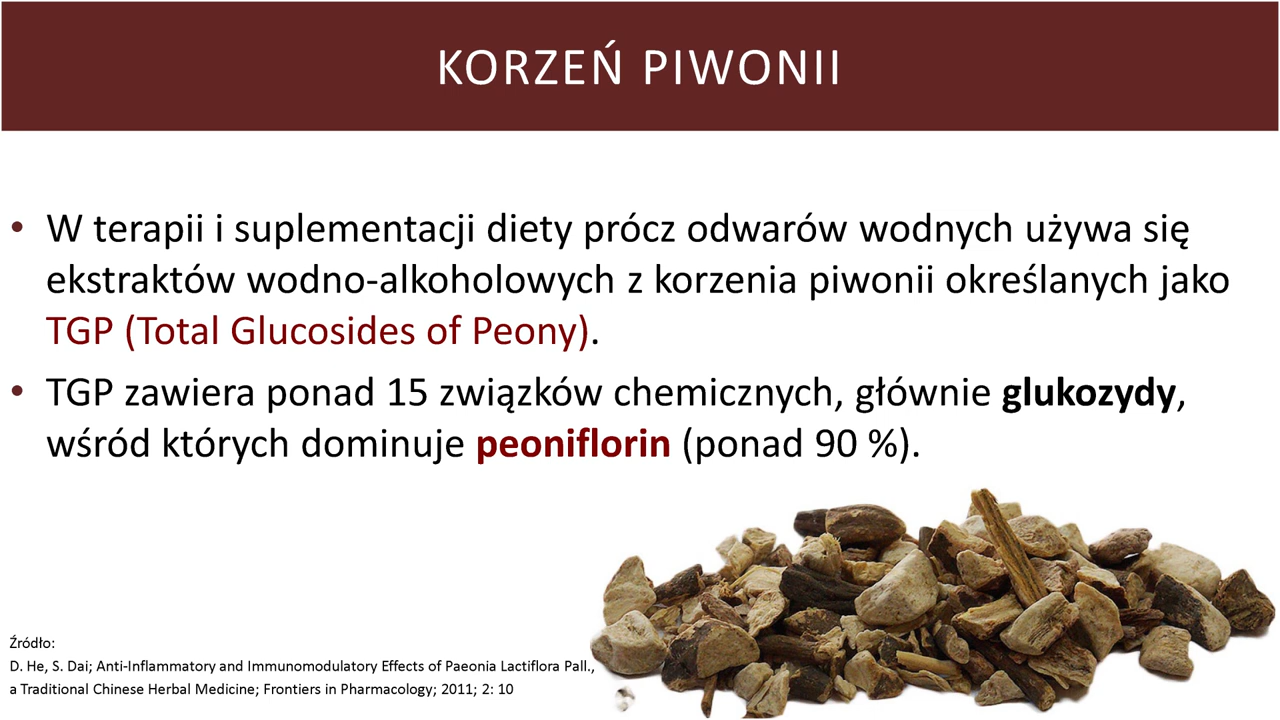 KORZEŃ PIWONII
• W terapii i suplementacji diety prócz odwarów wodnych używa się
ekstraktów wodno-alkoholowych z korzenia piwonii określanych jako
TGP (Total Glucosides of Peony).
• TGP zawiera ponad 15 związków chemicznych, głównie glukozydy,
wśród których dominuje peoniflorin (ponad 90 %).
Źródło:
D. He, S. Dai; Anti-Inflammatory and Immunomodulatory Effects of Paeonia Lactiflora Pall.,
a Traditional Chinese Herbal Medicine; Frontiers in Pharmacology; 2011; 2: 10